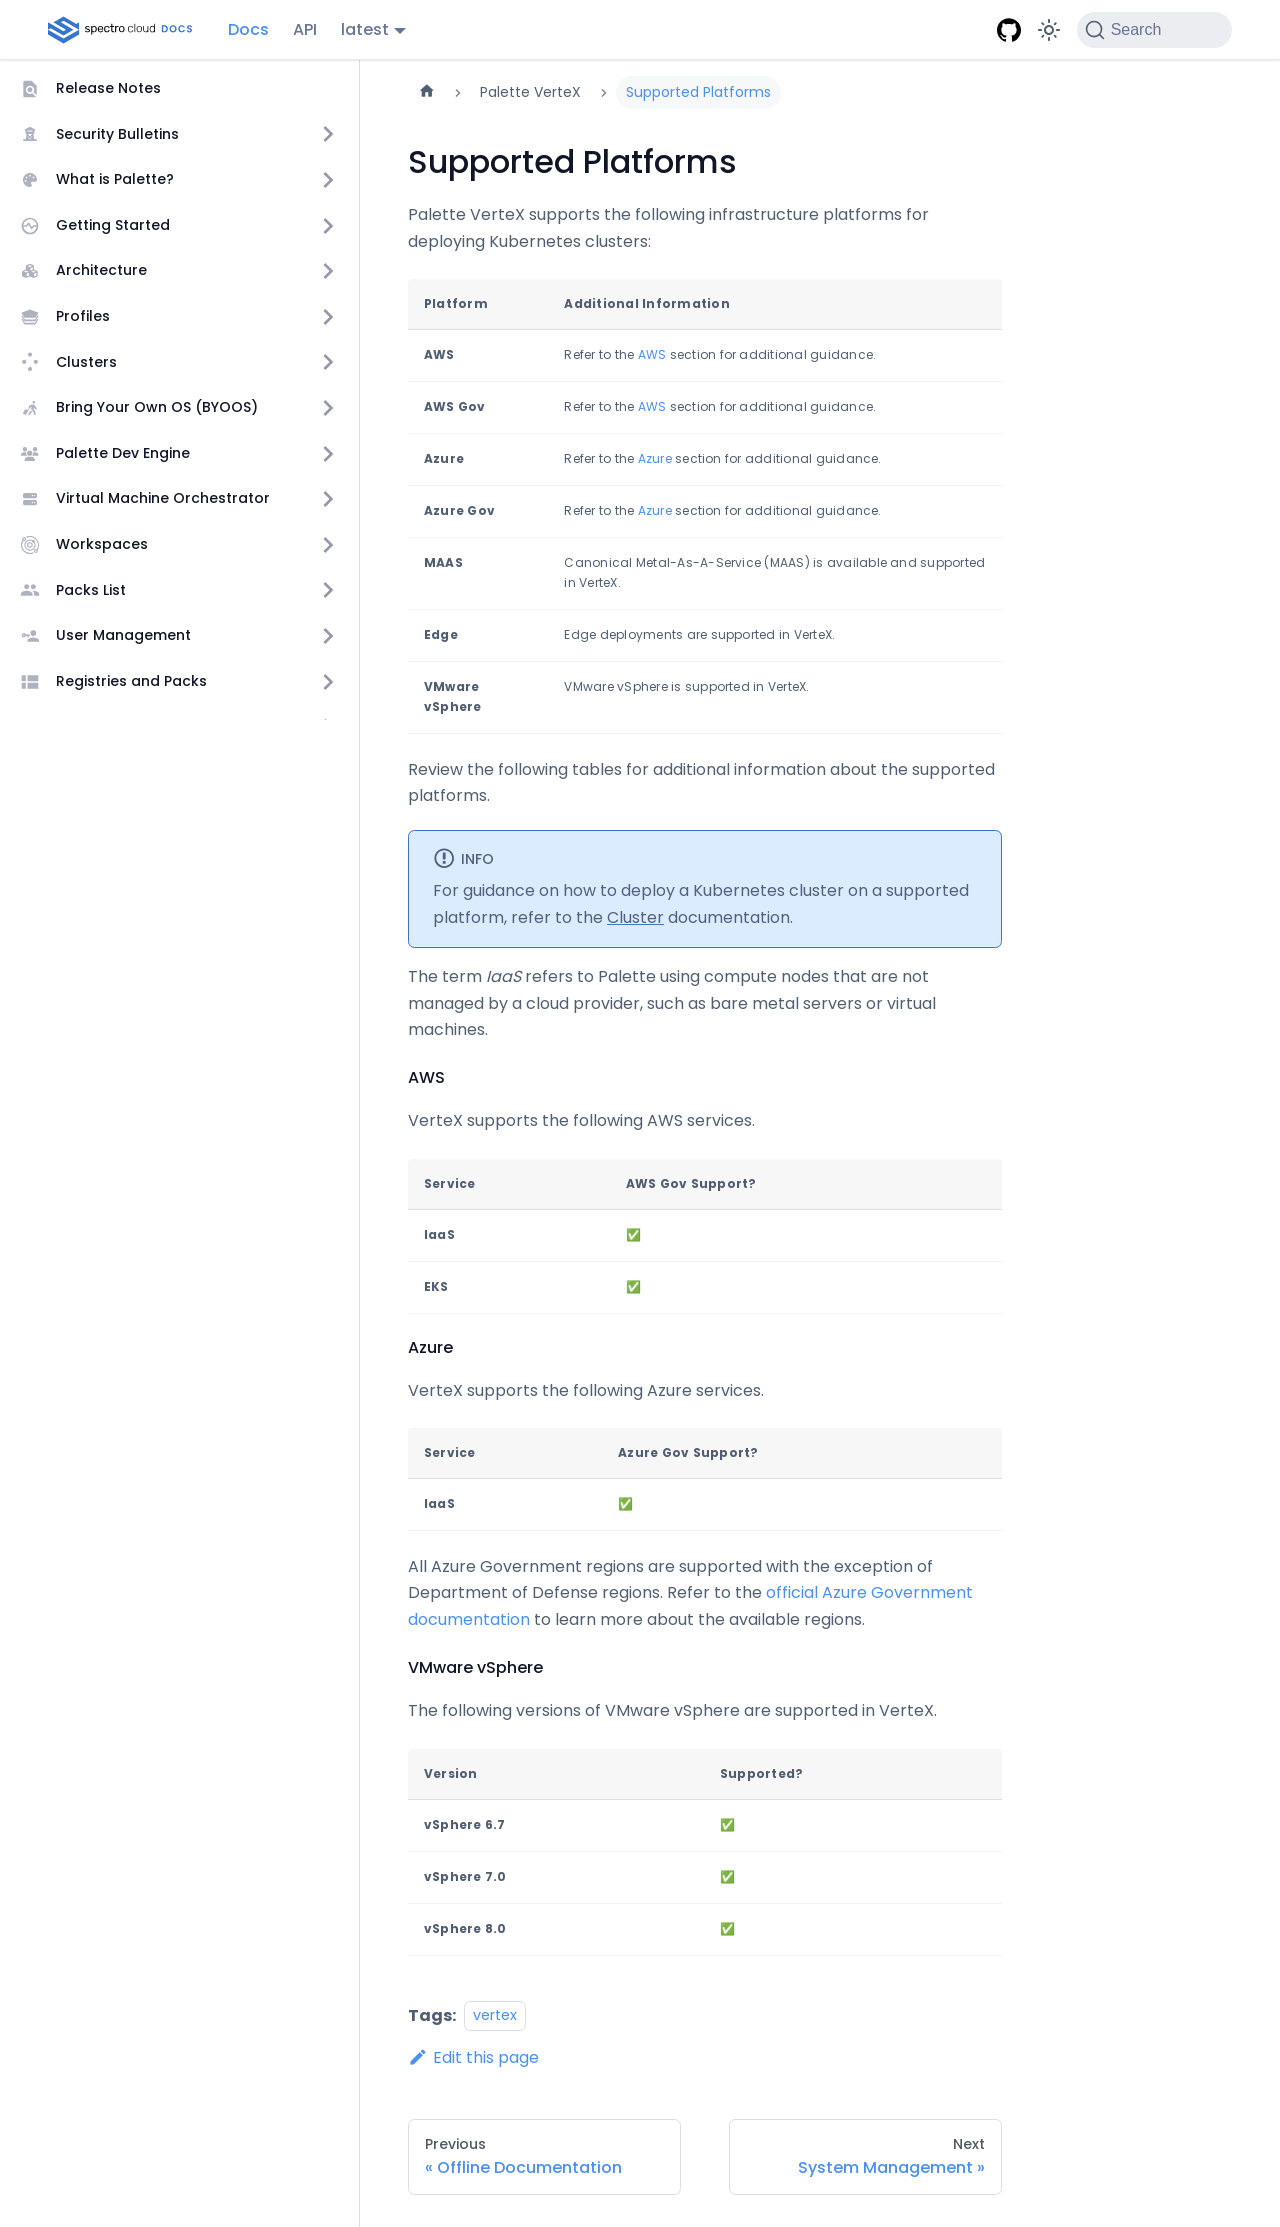 spectro cloud DOCS Docs API latest Search
Release Notes
Security Bulletins
What is Palette?
Getting Started
Architecture
Profiles
Clusters
Bring Your Own OS (BYOOS)
Palette Dev Engine
Virtual Machine Orchestrator
Workspaces
Packs List
User Management
Registries and Packs
Palette VerteX Supported Platforms
Supported Platforms
Palette VerteX supports the following infrastructure platforms for
deploying Kubernetes clusters:
Platform Additional Information
AWS Refer to the AWS section for additional guidance.
AWS Gov Refer to the AWS section for additional guidance.
Azure Refer to the Azure section for additional guidance.
Azure Gov Refer to the Azure section for additional guidance.
MAAS Canonical Metal-As-A-Service (MAAS) is available and supported
in VerteX.
Edge Edge deployments are supported in VerteX.
VMware VMware vSphere is supported in VerteX.
vSphere
Review the following tables for additional information about the supported
platforms.
INFO
For guidance on how to deploy a Kubernetes cluster on a supported
platform, refer to the Cluster documentation.
The term IaaS refers to Palette using compute nodes that are not
managed by a cloud provider, such as bare metal servers or virtual
machines.
AWS
VerteX supports the following AWS services.
Service AWS Gov Support?
IaaS ✅
EKS ✅
Azure
VerteX supports the following Azure services.
Service Azure Gov Support?
IaaS ✅
All Azure Government regions are supported with the exception of
Department of Defense regions. Refer to the official Azure Government
documentation to learn more about the available regions.
VMware vSphere
The following versions of VMware vSphere are supported in VerteX.
Version Supported?
vSphere 6.7 ✅
vSphere 7.0 ✅
vSphere 8.0 ✅
Tags: vertex
Edit this page
Previous
« Offline Documentation
Next
System Management »